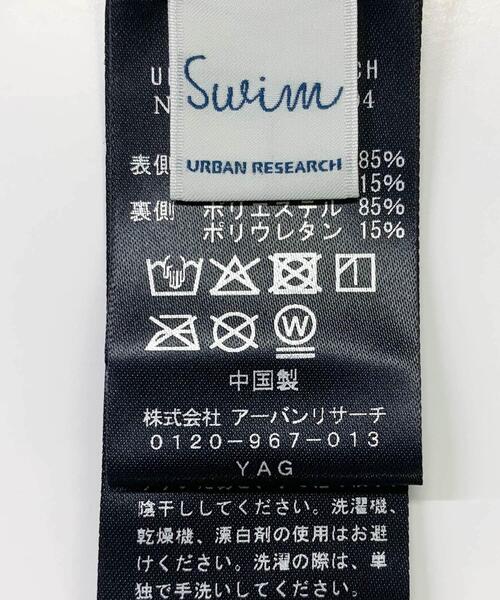 Swim
URBAN RESEARCH
U CH
N 04
表側 85%
15%
裏側 ポリエステル 85%
ポリウレタン 15%
W
中国製
株式会社 アーバンリサーチ
0120-967-013
YAG
陰干ししてください。洗濯機、
乾燥機、漂白剤の使用はお避
けください。洗濯の際は、単
独で手洗いしてください。